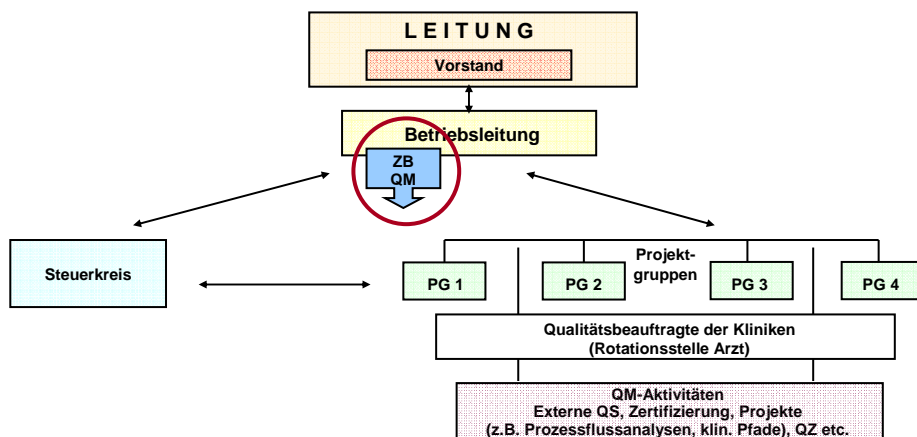 L E I T U N G
Vorstand
Betriebsleitung
ZB
QM
Steuerkreis
Projekt-
gruppen
PG 1
PG 2
PG 3
PG 4
Qualitätsbeauftragte der Kliniken
(Rotationsstelle Arzt)
QM-Aktivitäten
Externe QS, Zertifizierung, Projekte
(z.B. Prozessflussanalysen, klin. Pfade), QZ etc.